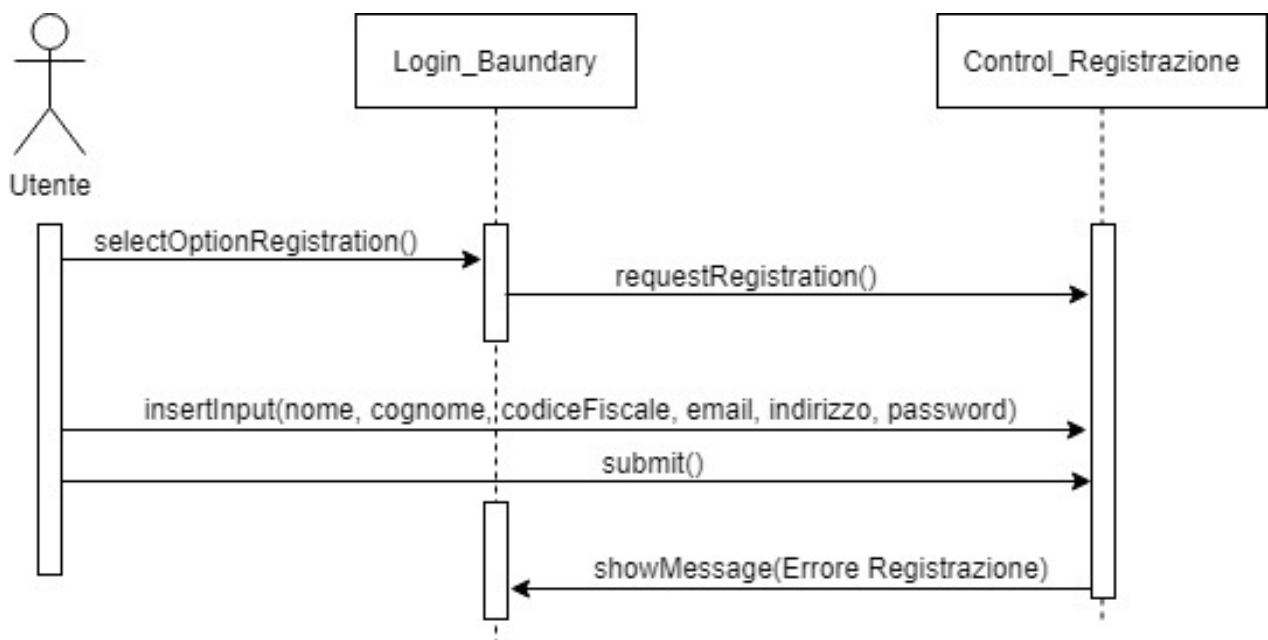 Login_Baundary
Control_Registrazione
Utente
selectOptionRegistration()
requestRegistration()
insertInput(nome, cognome, codiceFiscale, email, indirizzo, password)
submit()
showMessage(Errore Registrazione)